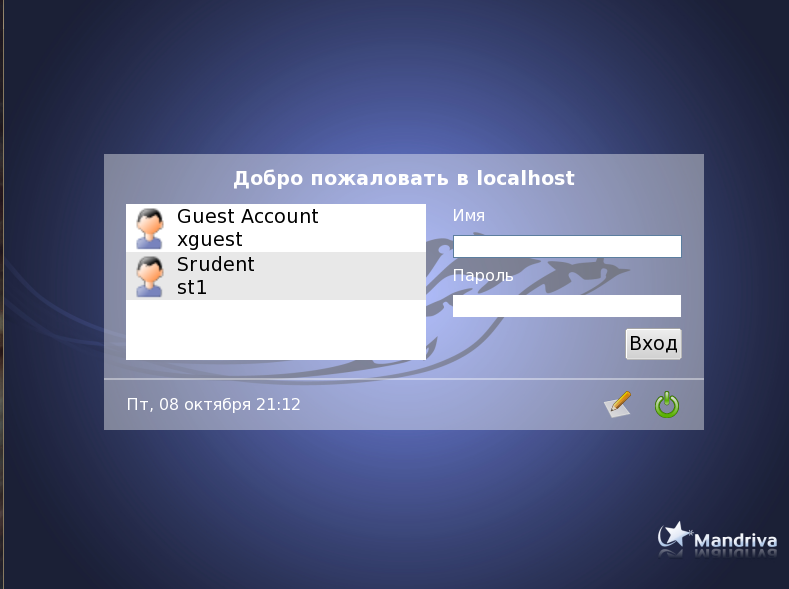 Добро пожаловать в localhost
Guest Account
xguest
Srudent
st1
Имя
Пароль
Вход
Пт, 08 октября 21:12
Mandriva